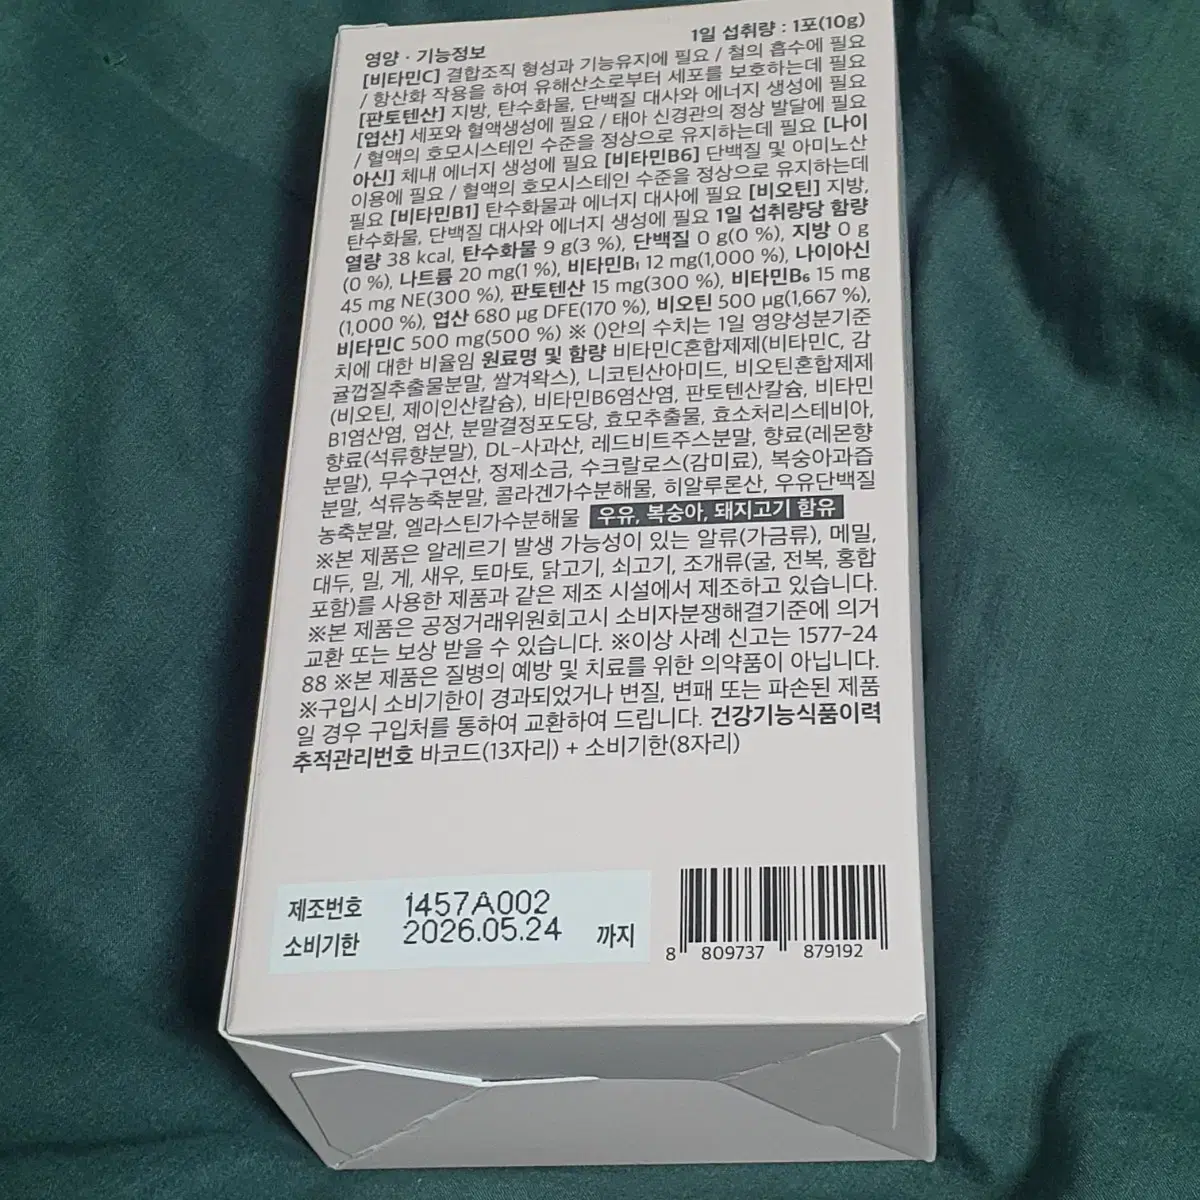 영양 · 기능정보
1일 섭취량 : 1포(10g)
[비타민C] 결합조직 형성과 기능유지에 필요 / 철의 흡수에 필요
/ 항산화 작용을 하여 유해산소로부터 세포를 보호하는데 필요
[판토텐산] 지방, 탄수화물, 단백질 대사와 에너지 생성에 필요
[엽산] 세포와 혈액생성에 필요 / 태아 신경관의 정상 발달에 필요
/ 혈액의 호모시스테인 수준을 정상으로 유지하는데 필요 [나이
아신] 체내 에너지 생성에 필요 [비타민B6] 단백질 및 아미노산
이용에 필요 / 혈액의 호모시스테인 수준을 정상으로 유지하는데
필요 [비타민B1] 탄수화물과 에너지 대사에 필요 [비오틴] 지방,
탄수화물, 단백질 대사와 에너지 생성에 필요 1일 섭취량당 함량
열량 38 kcal, 탄수화물 9 g(3 %), 단백질 0 g(0 %), 지방 0 g
(0 %), 나트륨 20 mg(1 %), 비타민B₁ 12 mg(1,000 %), 나이아신
45 mg NE(300 %), 판토텐산 15 mg(300 %), 비타민B₆ 15 mg
(1,000 %), 엽산 680 μg DFE(170 %), 비오틴 500 μg(1,667 %),
비타민C 500 mg(500 %) ※ ()안의 수치는 1일 영양성분기준
치에 대한 비율임 원료명 및 함량 비타민C혼합제제(비타민C, 감
귤껍질추출물분말, 쌀겨왁스), 니코틴산아미드, 비오틴혼합제제
(비오틴, 제이인산칼슘), 비타민B6염산염, 판토텐산칼슘, 비타민
B1염산염, 엽산, 분말결정포도당, 효모추출물, 효소처리스테비아,
향료(석류향분말), DL-사과산, 레드비트주스분말, 향료(레몬향
분말), 무수구연산, 정제소금, 수크랄로스(감미료), 복숭아과즙
분말, 석류농축분말, 콜라겐가수분해물, 히알루론산, 우유단백질
농축분말, 엘라스틴가수분해물 우유, 복숭아, 돼지고기 함유
※본 제품은 알레르기 발생 가능성이 있는 알류(가금류), 메밀,
대두, 밀, 게, 새우, 토마토, 닭고기, 쇠고기, 조개류(굴, 전복, 홍합
포함)를 사용한 제품과 같은 제조 시설에서 제조하고 있습니다.
※본 제품은 공정거래위원회고시 소비자분쟁해결기준에 의거
교환 또는 보상 받을 수 있습니다. ※이상 사례 신고는 1577-24
88 ※본 제품은 질병의 예방 및 치료를 위한 의약품이 아닙니다.
※구입시 소비기한이 경과되었거나 변질, 변패 또는 파손된 제품
일 경우 구입처를 통하여 교환하여 드립니다. 건강기능식품이력
추적관리번호 바코드(13자리) + 소비기한(8자리)
제조번호 1457A002
소비기한 2026.05.24 까지
8 809737 879192